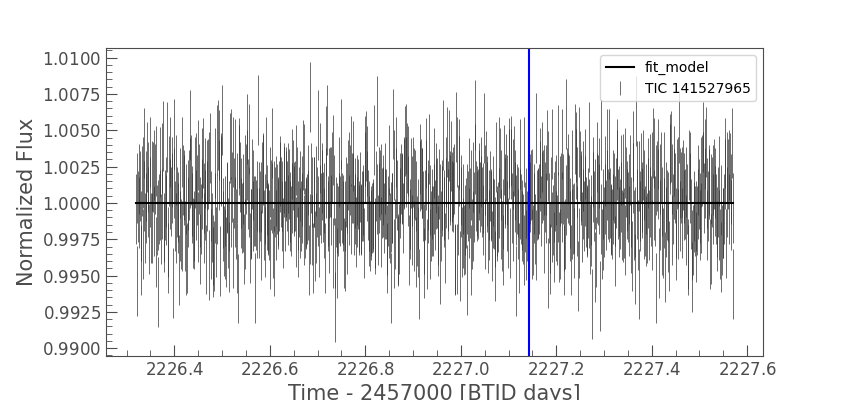 1.0100
1.0075
1.0050
1.0025
1.0000
0.9975
0.9950
0.9925
0.9900
Normalized Flux
fit_model
TIC 141527965
2226.4 2226.6 2226.8 2227.0 2227.2 2227.4 2227.6
Time - 2457000 [BTJD days]